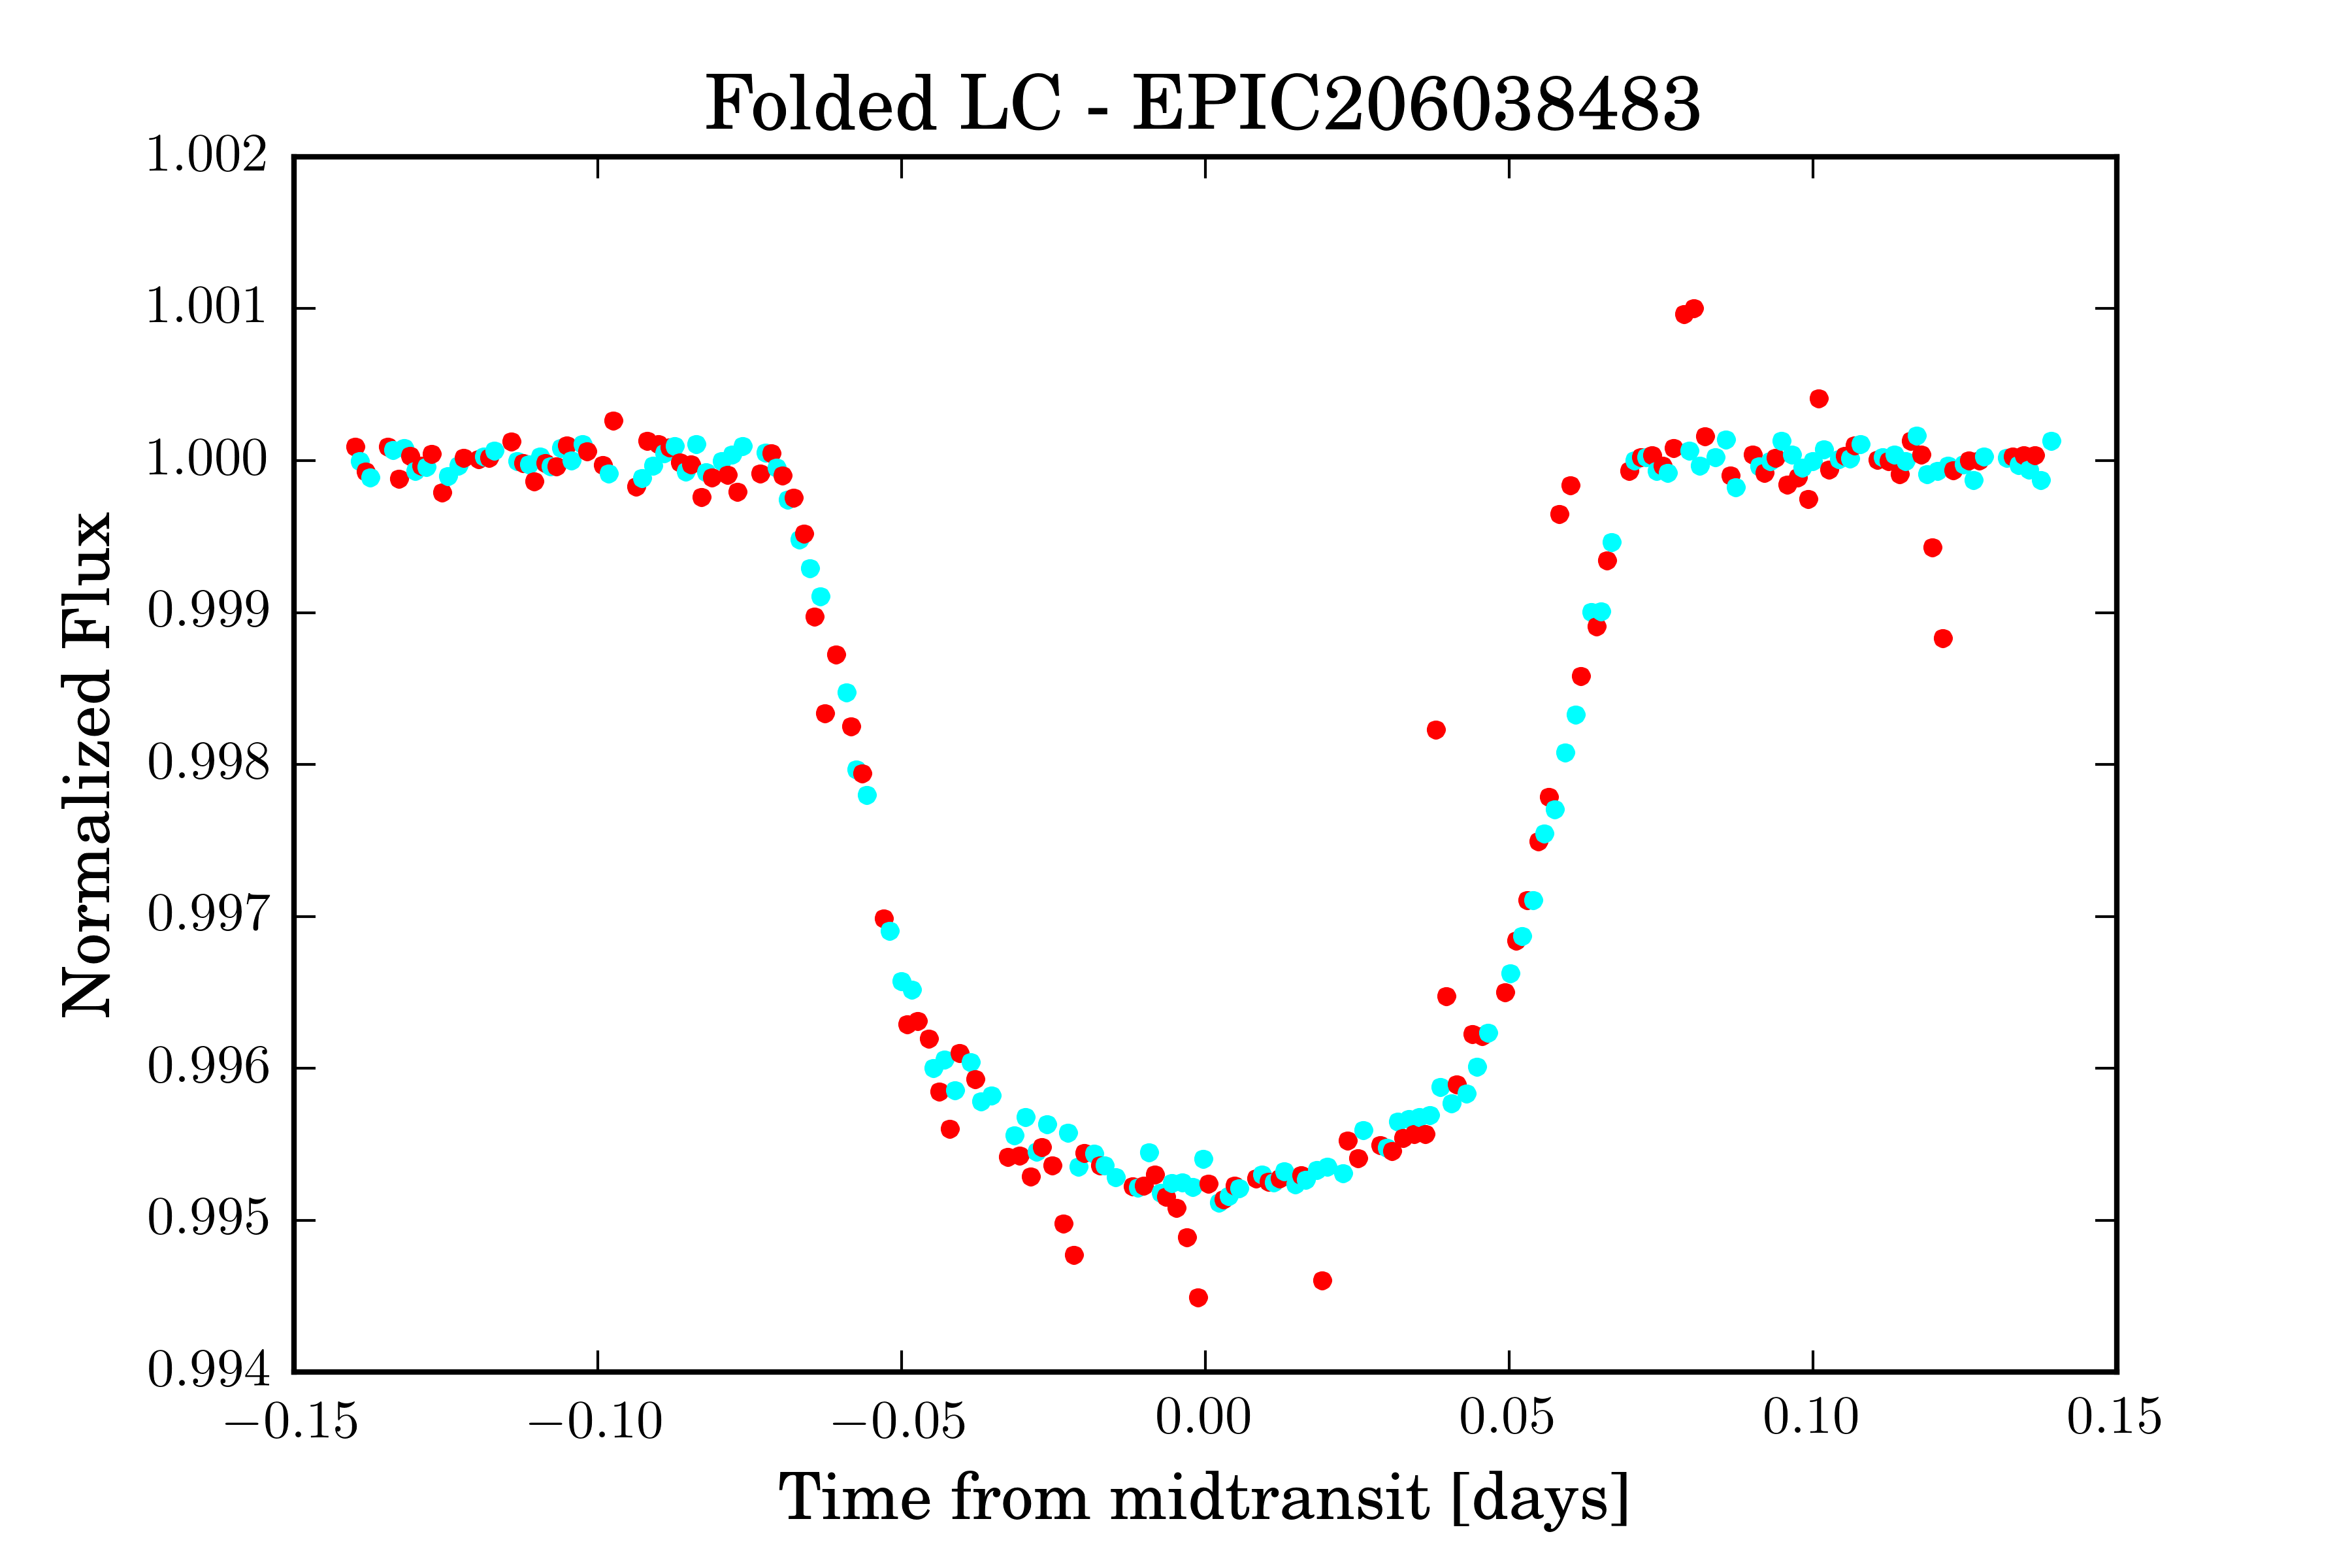 Folded LC - EPIC206038483
1.002
1.001
1.000
0.999
0.998
0.997
0.996
0.995
0.994
Normalized Flux
−0.15 −0.10 −0.05 0.00 0.05 0.10 0.15
Time from midtransit [days]